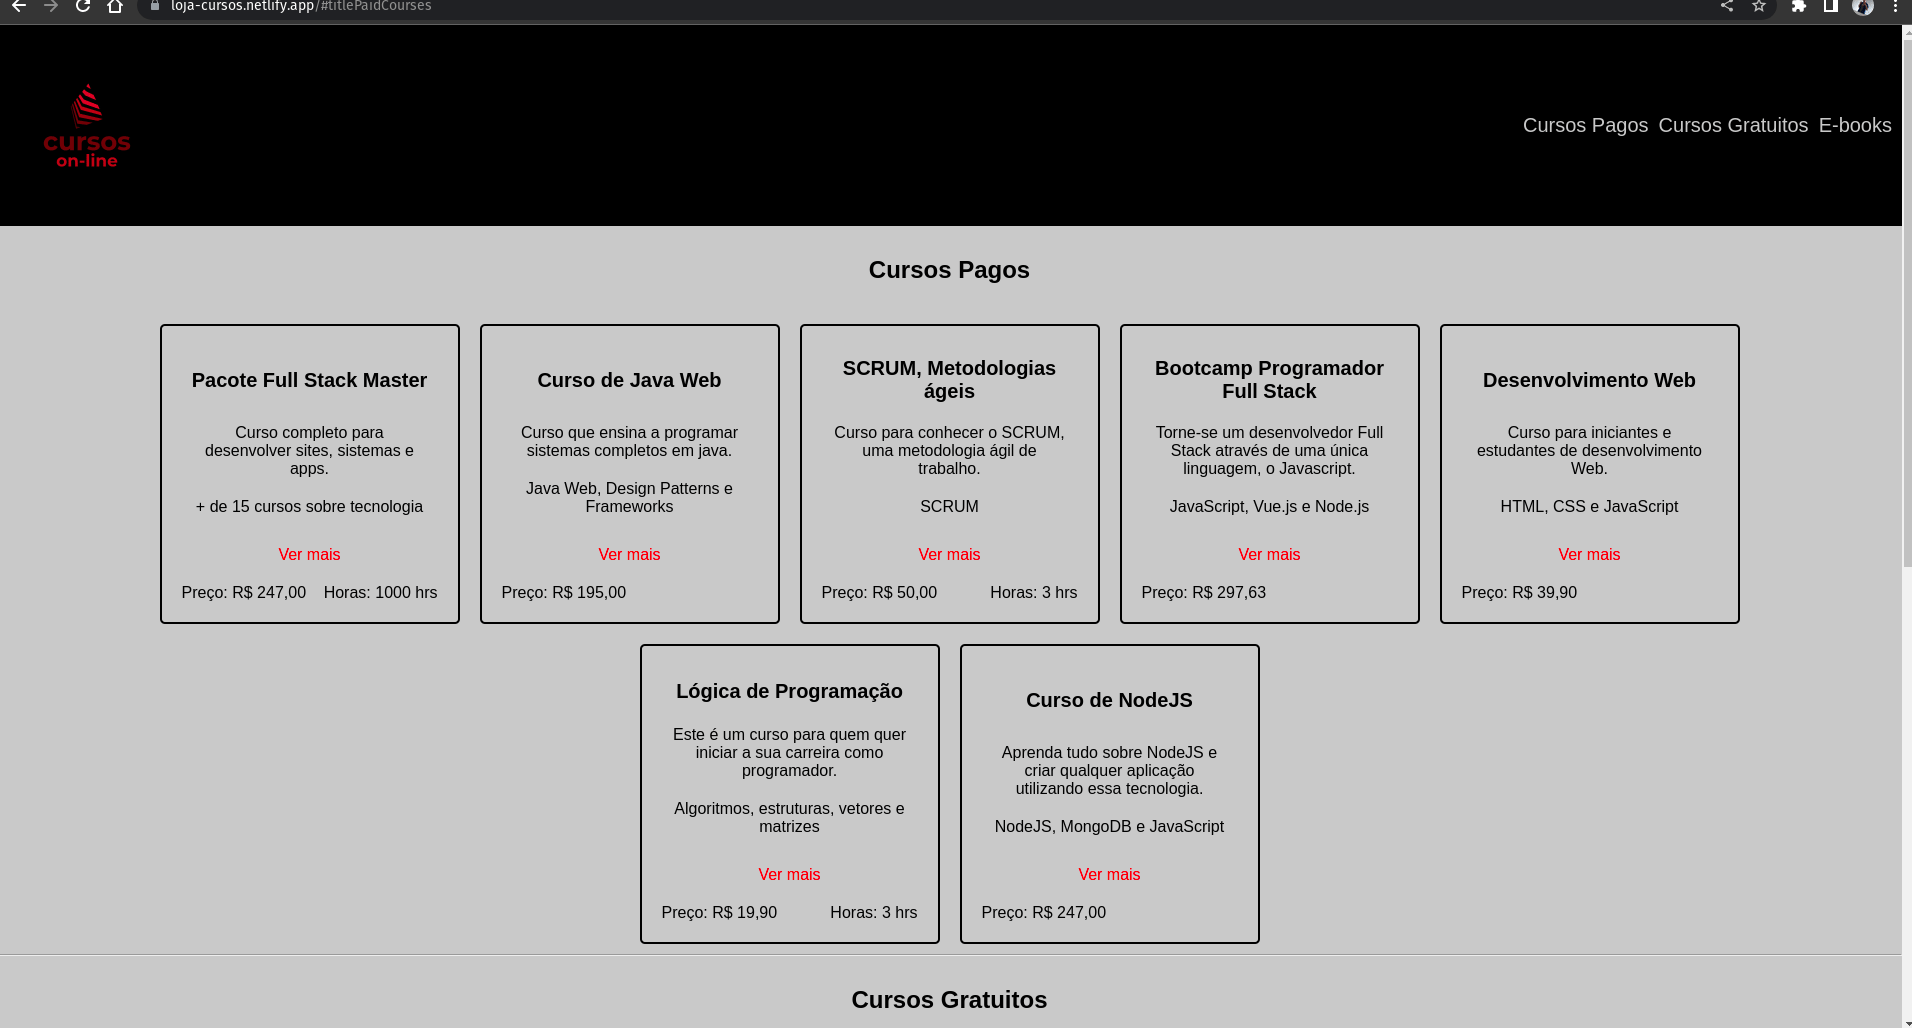 loja-cursos.netlify.app/#titlePaidCourses
cursos
on-line
Cursos Pagos Cursos Gratuitos E-books
Cursos Pagos
Pacote Full Stack Master
Curso completo para
desenvolver sites, sistemas e
apps.
+ de 15 cursos sobre tecnologia
Ver mais
Preço: R$ 247,00 Horas: 1000 hrs
Curso de Java Web
Curso que ensina a programar
sistemas completos em java.
Java Web, Design Patterns e
Frameworks
Ver mais
Preço: R$ 195,00
SCRUM, Metodologias
ágeis
Curso para conhecer o SCRUM,
uma metodologia ágil de
trabalho.
SCRUM
Ver mais
Preço: R$ 50,00 Horas: 3 hrs
Bootcamp Programador
Full Stack
Torne-se um desenvolvedor Full
Stack através de uma única
linguagem, o Javascript.
JavaScript, Vue.js e Node.js
Ver mais
Preço: R$ 297,63
Desenvolvimento Web
Curso para iniciantes e
estudantes de desenvolvimento
Web.
HTML, CSS e JavaScript
Ver mais
Preço: R$ 39,90
Lógica de Programação
Este é um curso para quem quer
iniciar a sua carreira como
programador.
Algoritmos, estruturas, vetores e
matrizes
Ver mais
Preço: R$ 19,90 Horas: 3 hrs
Curso de NodeJS
Aprenda tudo sobre NodeJS e
criar qualquer aplicação
utilizando essa tecnologia.
NodeJS, MongoDB e JavaScript
Ver mais
Preço: R$ 247,00
Cursos Gratuitos